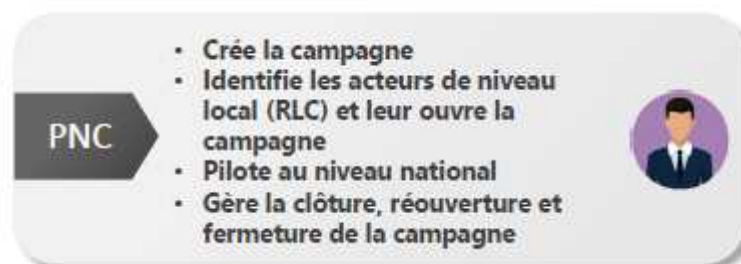 PNC
• Crée la campagne
• Identifie les acteurs de niveau
local (RLC) et leur ouvre la
campagne
• Pilote au niveau national
• Gère la clôture, réouverture et
fermeture de la campagne